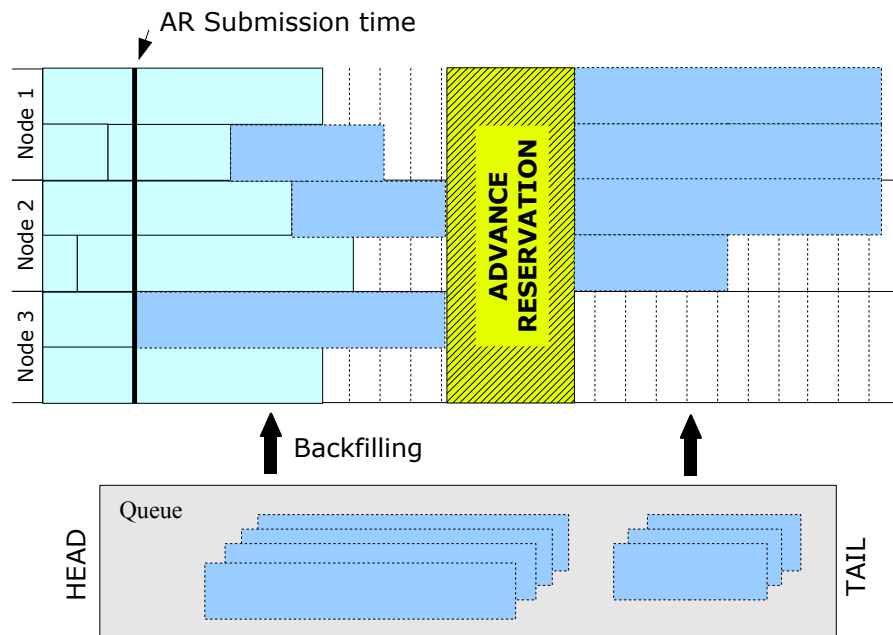 AR Submission time
Node 1
Node 2
Node 3
ADVANCE
RESERVATION
Backfilling
Queue
HEAD
TAIL